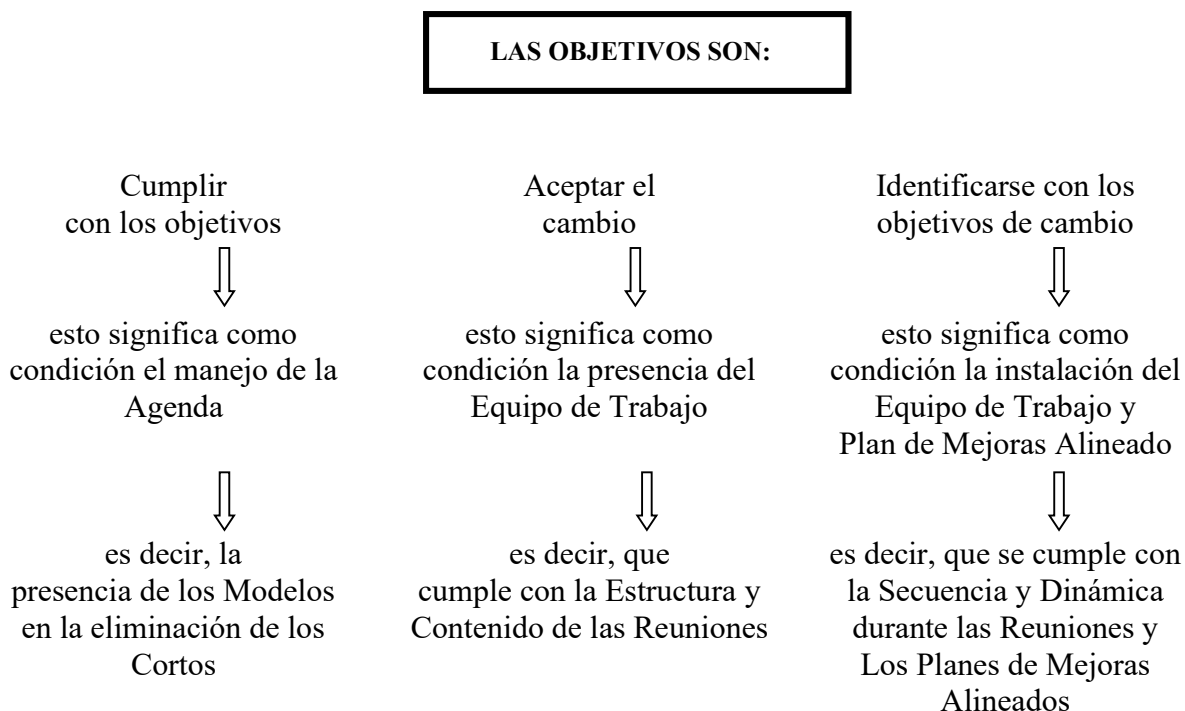 LAS OBJETIVOS SON:
Cumplir
con los objetivos
esto significa como
condición el manejo de la
Agenda
es decir, la
presencia de los Modelos
en la eliminación de los
Cortos
Aceptar el
cambio
esto significa como
condición la presencia del
Equipo de Trabajo
es decir, que
cumple con la Estructura y
Contenido de las Reuniones
Identificarse con los
objetivos de cambio
esto significa como
condición la instalación del
Equipo de Trabajo y
Plan de Mejoras Alineado
es decir, que se cumple con
la Secuencia y Dinámica
durante las Reuniones y
Los Planes de Mejoras
Alineados